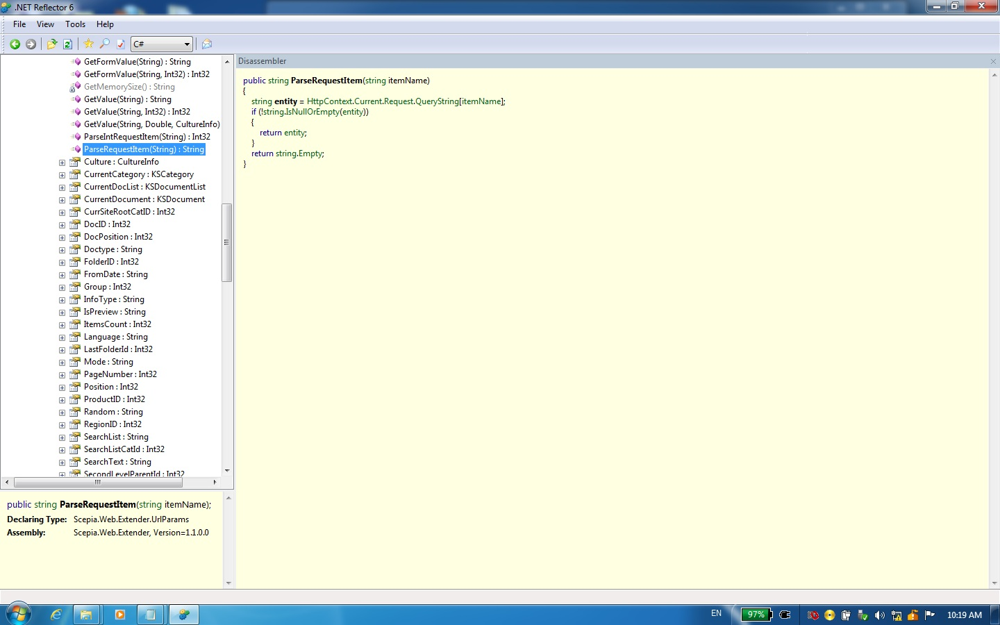 .NET Reflector 6
File View Tools Help
C#
GetFormValue(String) : String
GetFormValue(String, Int32) : Int32
GetMemorySize() : String
GetValue(String) : String
GetValue(String, Int32) : Int32
GetValue(String, Double, CultureInfo)
ParseIntRequestItem(String) : Int32
ParseRequestItem(String) : String
Culture : CultureInfo
CurrentCategory : KSCategory
CurrentDocList : KSDocumentList
CurrentDocument : KSDocument
CurrSiteRootCatID : Int32
DocID : Int32
DocPosition : Int32
Doctype : String
FolderID : Int32
FromDate : String
Group : Int32
InfoType : String
IsPreview : String
ItemsCount : Int32
Language : String
LastFolderId : Int32
Mode : String
PageNumber : Int32
Position : Int32
ProductID : Int32
Random : String
RegionID : Int32
SearchList : String
SearchListCatId : Int32
SearchText : String
SecondLevelParentId : Int32
public string ParseRequestItem(string itemName);
Declaring Type: Scepia.Web.Extender.UrlParams
Assembly: Scepia.Web.Extender, Version=1.1.0.0
Disassembler
public string ParseRequestItem(string itemName)
{
string entity = HttpContext.Current.Request.QueryString[itemName];
if (!string.IsNullOrEmpty(entity))
{
return entity;
}
return string.Empty;
}
EN
97%
10:19 AM